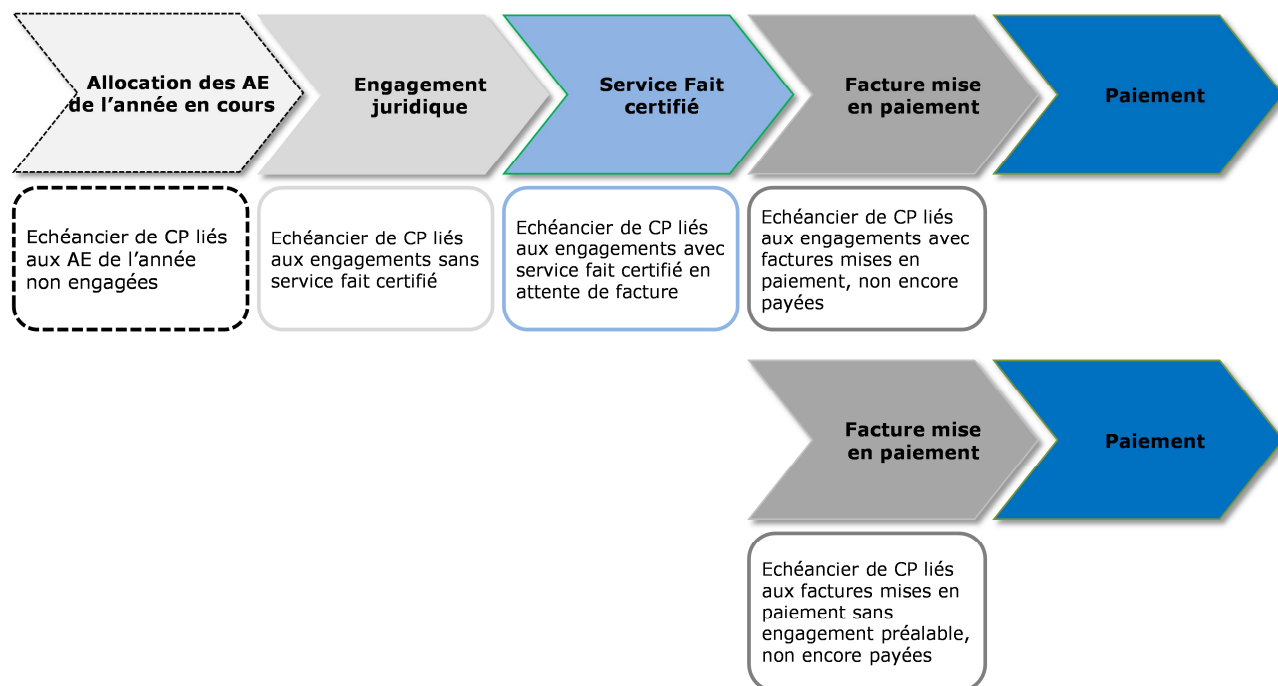 Allocation des AE
de l'année en cours
Engagement
juridique
Service Fait
certifié
Facture mise
en paiement
Paiement
Echéancier de CP liés
aux AE de l'année
non engagées
Echéancier de CP liés
aux engagements sans
service fait certifié
Echéancier de CP liés
aux engagements avec
service fait certifié en
attente de facture
Echéancier de CP liés
aux engagements avec
factures mises en
paiement, non encore
payées
Facture mise
en paiement
Paiement
Echéancier de CP liés
aux factures mises en
paiement sans
engagement préalable,
non encore payées